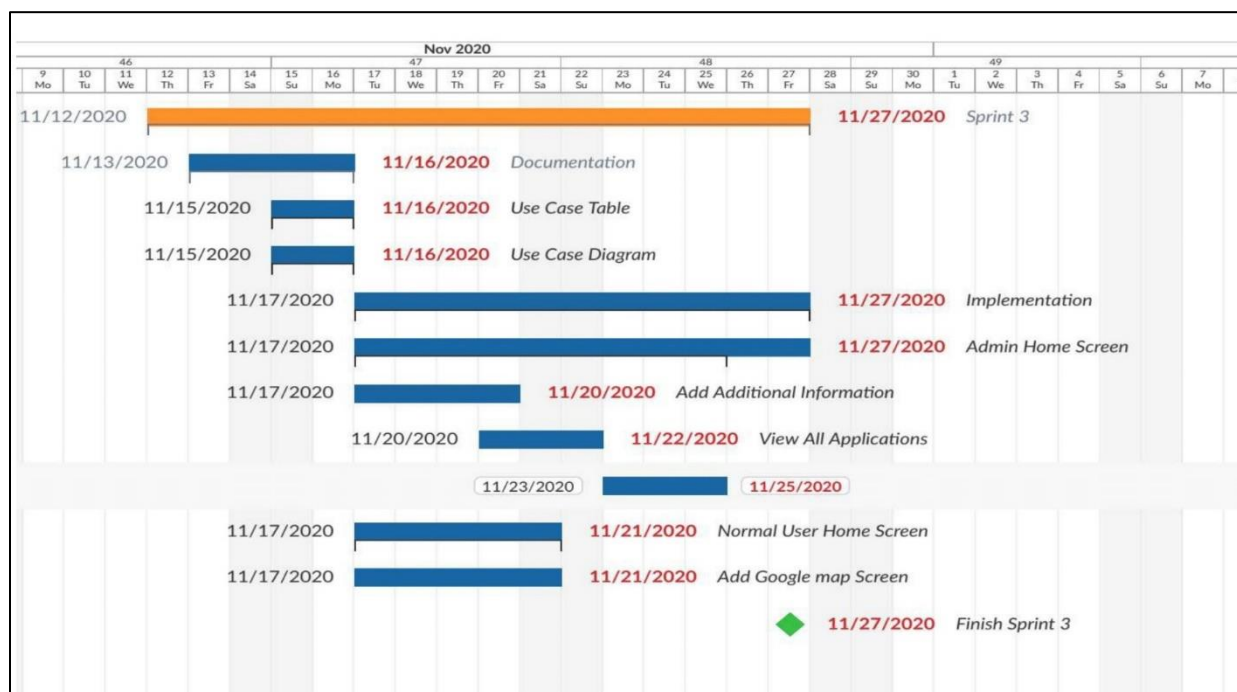 Nov 2020
46 47 48 49
9 10 11 12 13 14 15 16 17 18 19 20 21 22 23 24 25 26 27 28 29 30 1 2 3 4 5 6 7
Mo Tu We Th Fr Sa Su Mo Tu We Th Fr Sa Su Mo Tu We Th Fr Sa Su Mo Tu We Th Fr Sa Su Mo
11/12/2020 11/27/2020 Sprint 3
11/13/2020 11/16/2020 Documentation
11/15/2020 11/16/2020 Use Case Table
11/15/2020 11/16/2020 Use Case Diagram
11/17/2020 11/27/2020 Implementation
11/17/2020 11/27/2020 Admin Home Screen
11/17/2020 11/20/2020 Add Additional Information
11/20/2020 11/22/2020 View All Applications
11/23/2020 11/25/2020
11/17/2020 11/21/2020 Normal User Home Screen
11/17/2020 11/21/2020 Add Google map Screen
11/27/2020 Finish Sprint 3